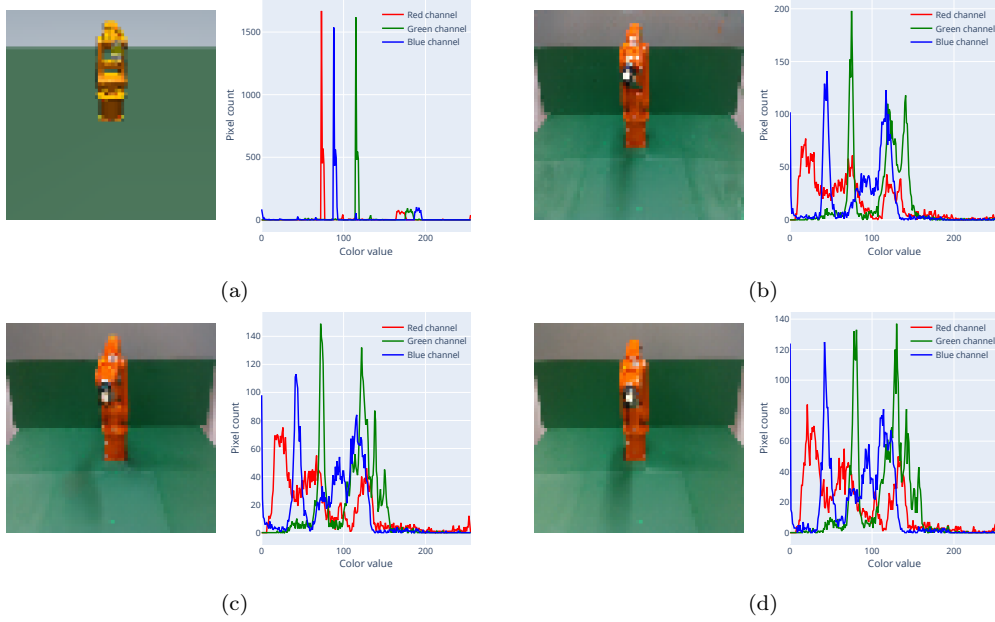 Red channel
Green channel
Blue channel
1500
1000
500
0
Pixel count
0
100
200
Color value
(a)
Red channel
Green channel
Blue channel
200
150
100
50
0
Pixel count
0
100
200
Color value
(b)
Red channel
Green channel
Blue channel
140
120
100
80
60
40
20
0
Pixel count
0
100
200
Color value
(c)
Red channel
Green channel
Blue channel
140
120
100
80
60
40
20
0
Pixel count
0
100
200
Color value
(d)